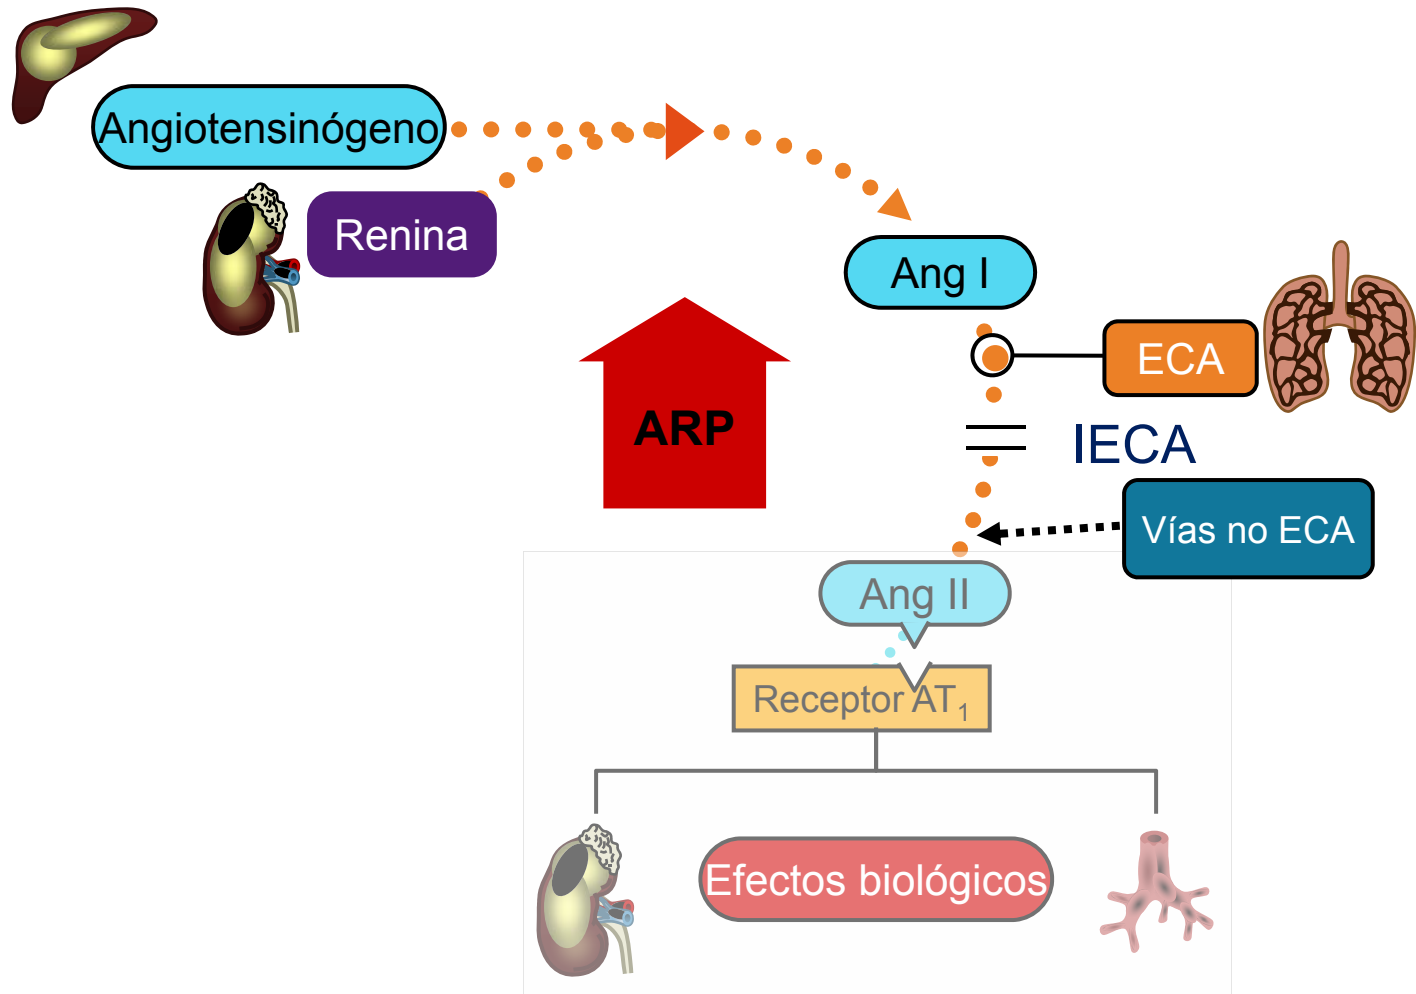 Angiotensinógeno
Renina
Ang I
ECA
ARP
IECA
Vías no ECA
Ang II
Receptor AT₁
Efectos biológicos